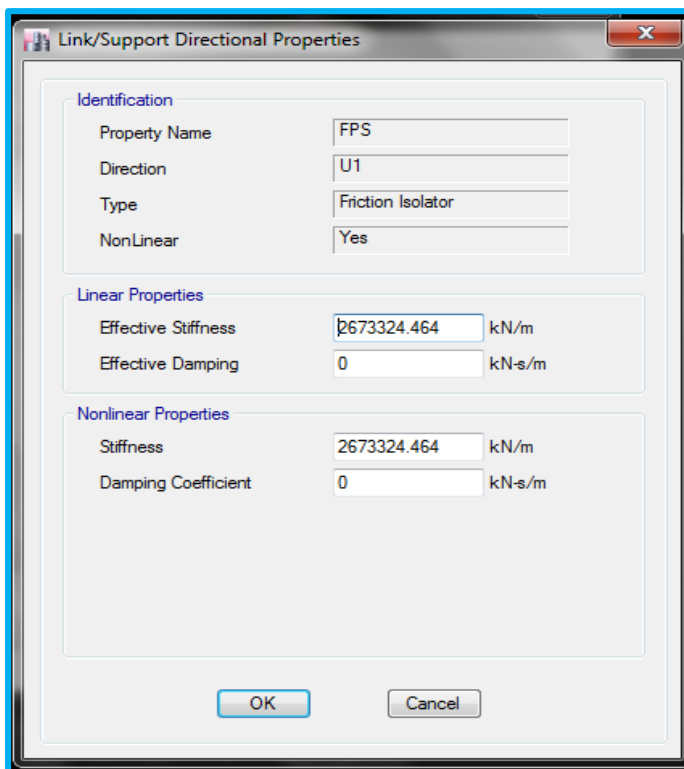 Link/Support Directional Properties
Identification
Property Name FPS
Direction U1
Type Friction Isolator
NonLinear Yes
Linear Properties
Effective Stiffness 2673324.464 kN/m
Effective Damping 0 kN-s/m
Nonlinear Properties
Stiffness 2673324.464 kN/m
Damping Coefficient 0 kN-s/m
OK Cancel